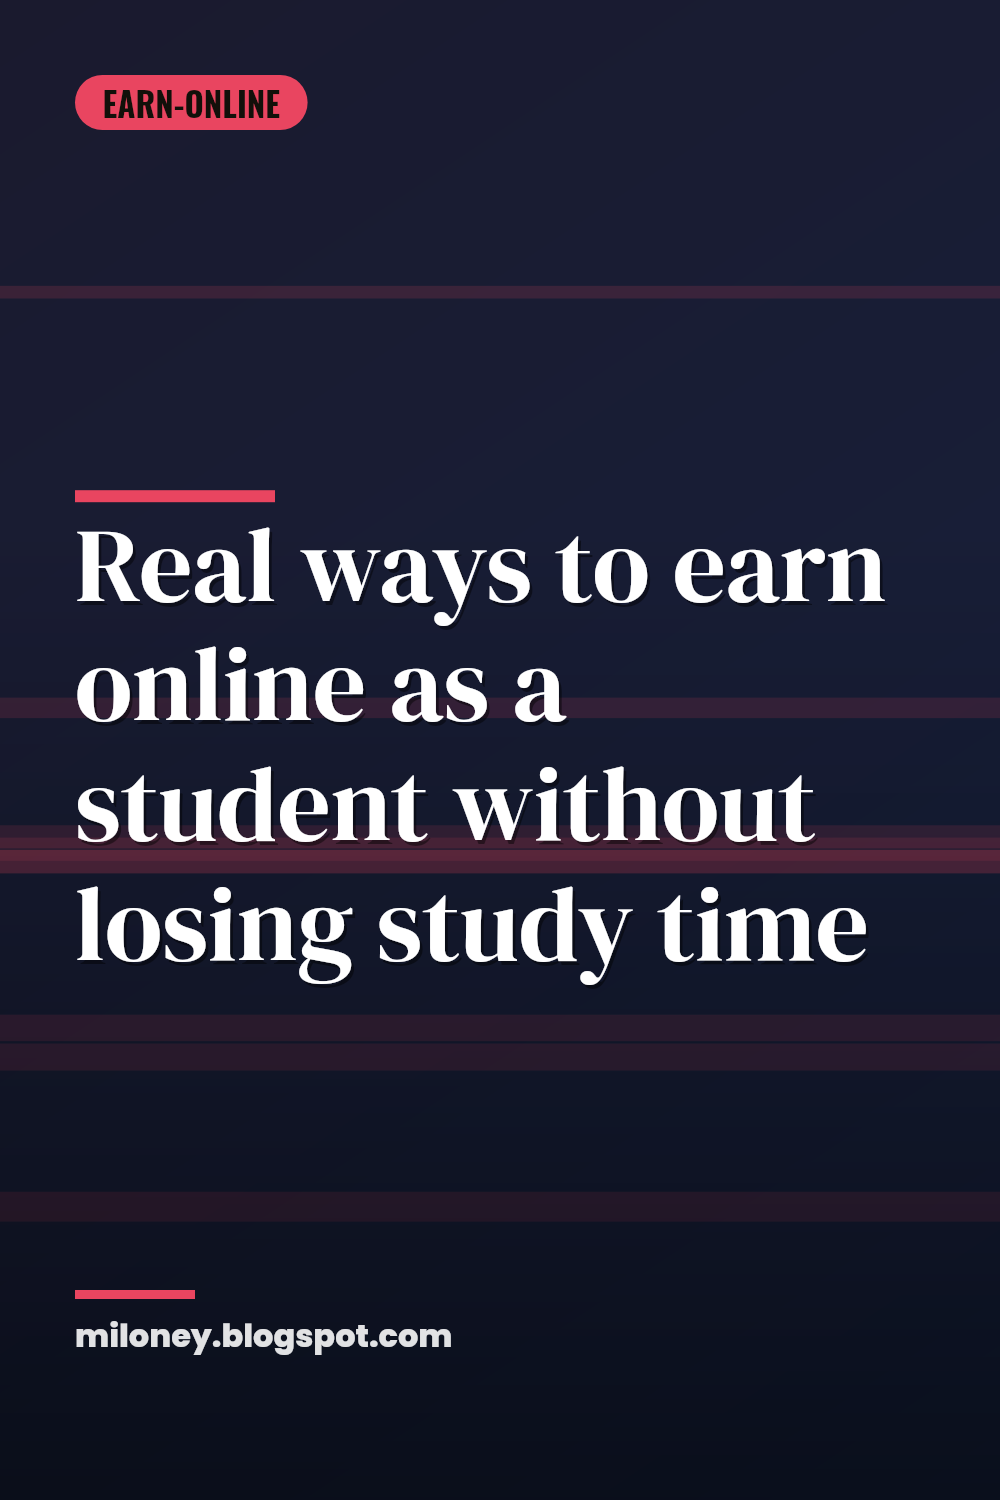 EARN-ONLINE
Real ways to earn
online as a
student without
losing study time
miloney.blogspot.com